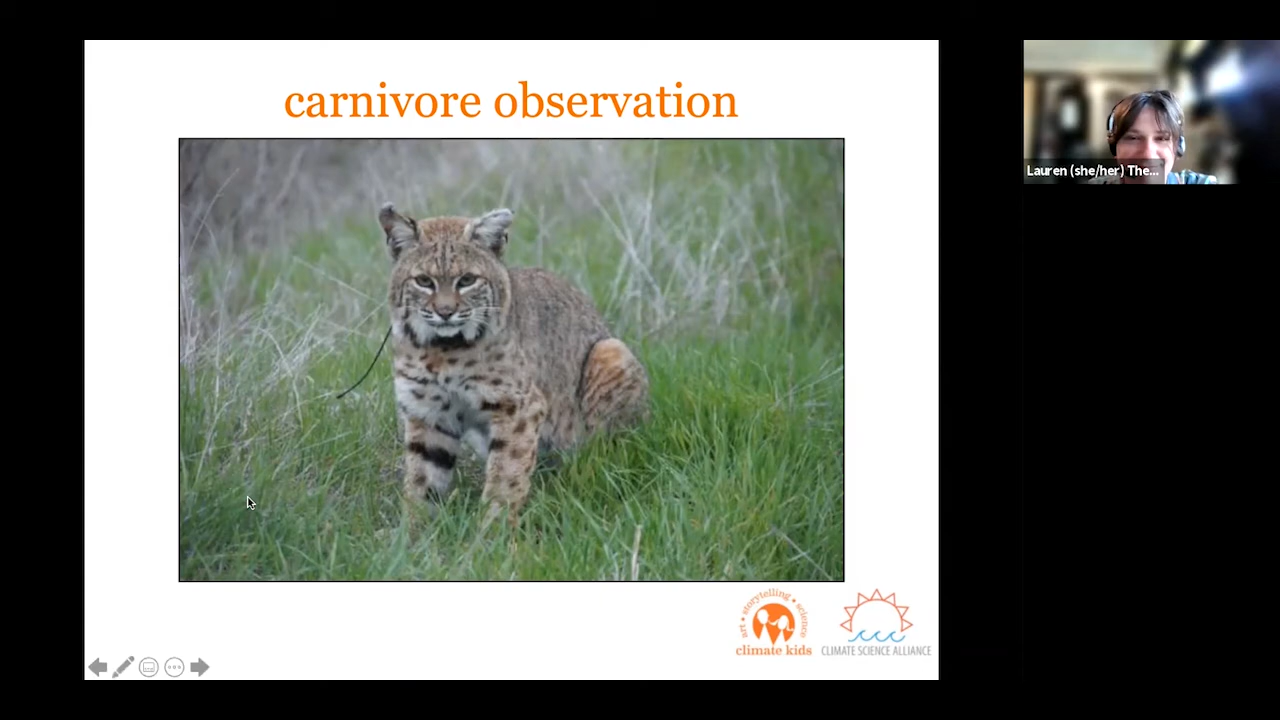 carnivore observation
Lauren (she/her) The...
art • storytelling • science
climate kids
CLIMATE SCIENCE ALLIANCE